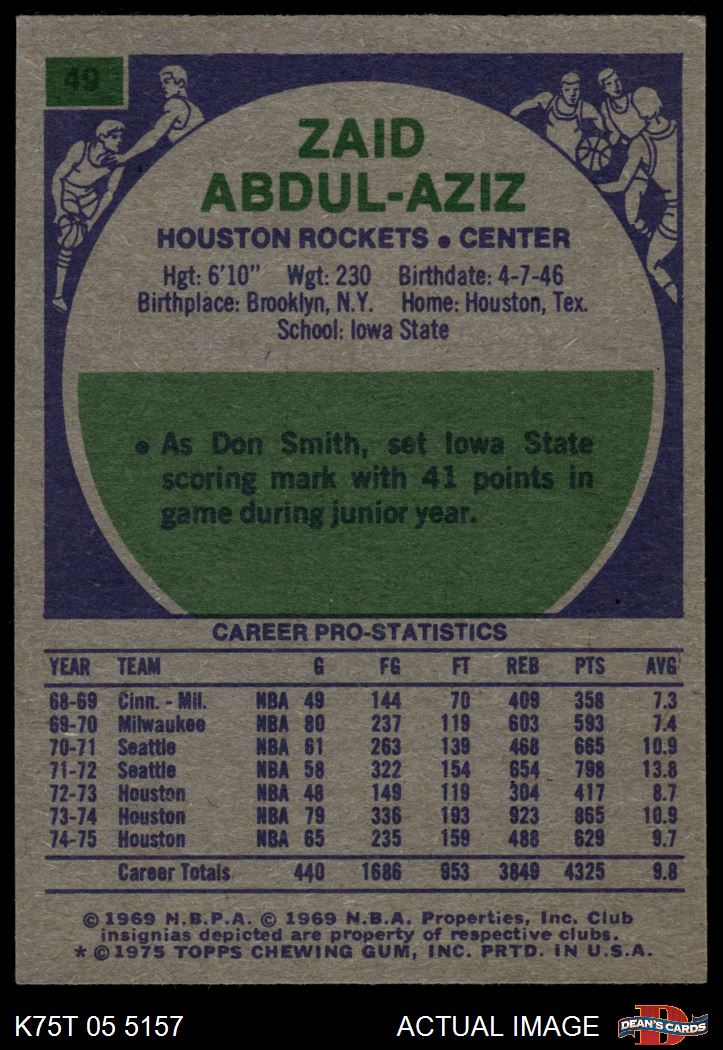 49
ZAID
ABDUL-AZIZ
HOUSTON ROCKETS • CENTER
Hgt: 6'10" Wgt: 230 Birthdate: 4-7-46
Birthplace: Brooklyn, N.Y. Home: Houston, Tex.
School: Iowa State
• As Don Smith, set Iowa State
scoring mark with 41 points in
game during junior year.
CAREER PRO-STATISTICS
YEAR TEAM G FG FT REB PTS AVG
68-69 Cinn. - Mil. NBA 49 144 70 409 358 7.3
69-70 Milwaukee NBA 80 237 119 603 593 7.4
70-71 Seattle NBA 61 263 139 468 665 10.9
71-72 Seattle NBA 58 322 154 654 798 13.8
72-73 Houston NBA 48 149 119 304 417 8.7
73-74 Houston NBA 79 336 193 923 865 10.9
74-75 Houston NBA 65 235 159 488 629 9.7
Career Totals 440 1686 953 3849 4325 9.8
© 1969 N.B.P.A. © 1969 N.B.A. Properties, Inc. Club
insignias depicted are property of respective clubs.
* © 1975 TOPPS CHEWING GUM, INC. PRTD. IN U.S.A.
K75T 05 5157 ACTUAL IMAGE D DEAN'S CARDS